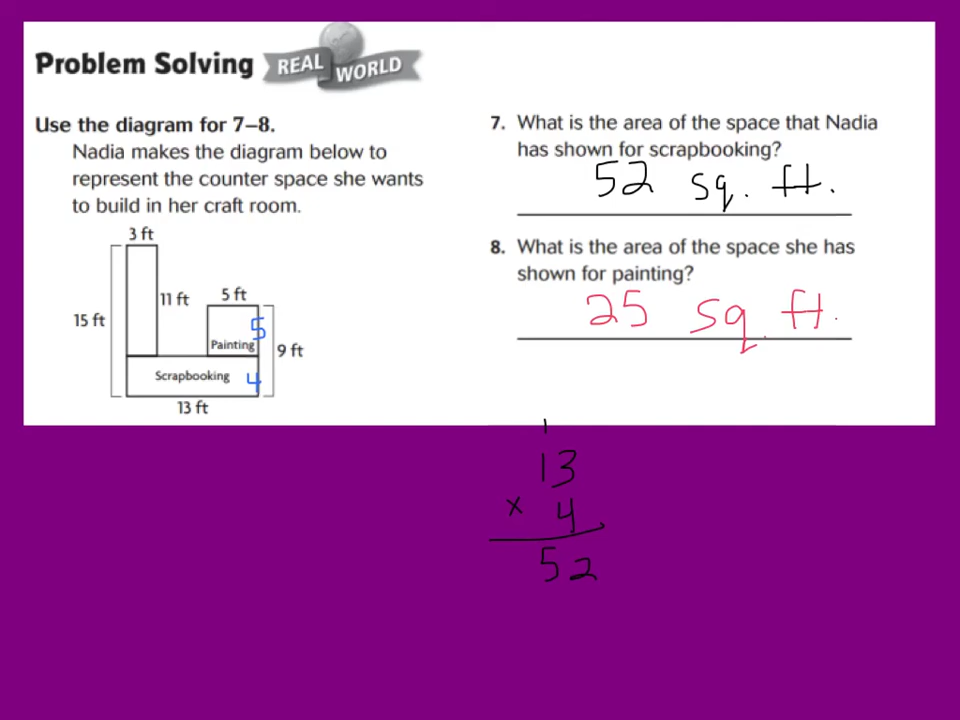 Problem Solving REAL WORLD
Use the diagram for 7–8.
Nadia makes the diagram below to
represent the counter space she wants
to build in her craft room.
3 ft
11 ft
5 ft
15 ft
5
Painting
9 ft
Scrapbooking 4
13 ft
7. What is the area of the space that Nadia
has shown for scrapbooking?
52 sq. ft.
8. What is the area of the space she has
shown for painting?
25 sq. ft.
1
13
x 4
52